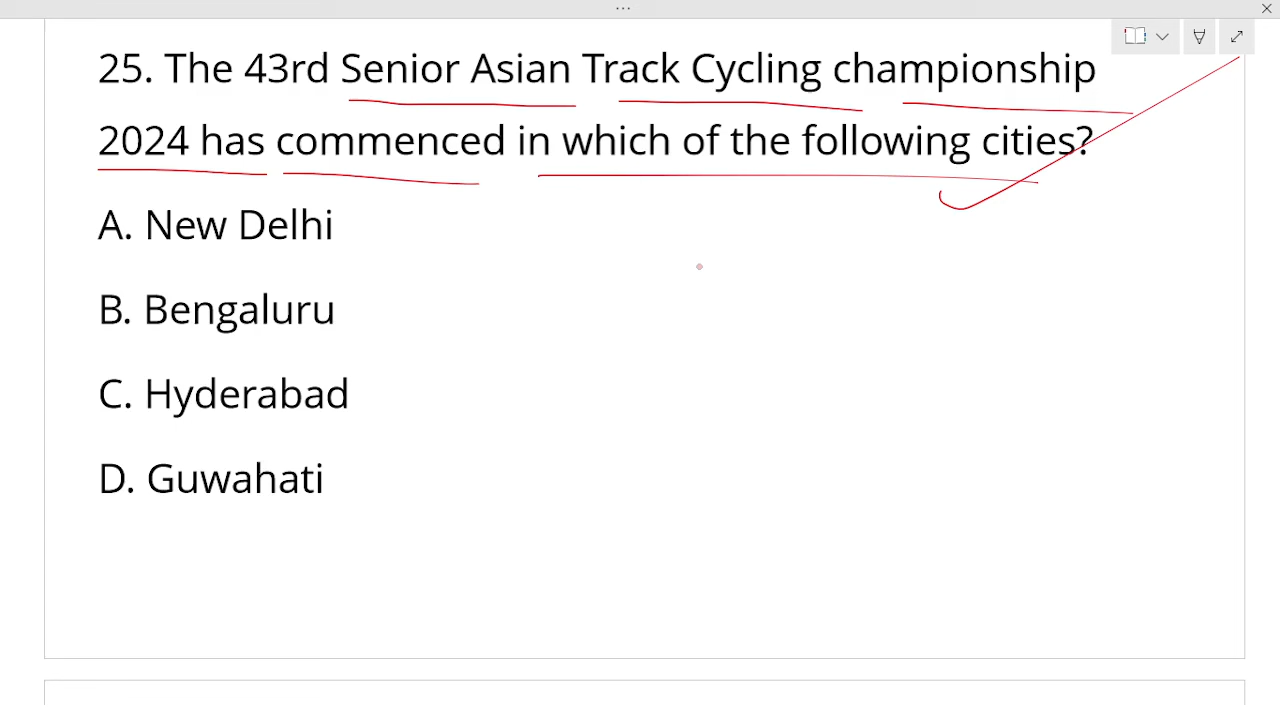 25. The 43rd Senior Asian Track Cycling championship
2024 has commenced in which of the following cities?
A. New Delhi
B. Bengaluru
C. Hyderabad
D. Guwahati